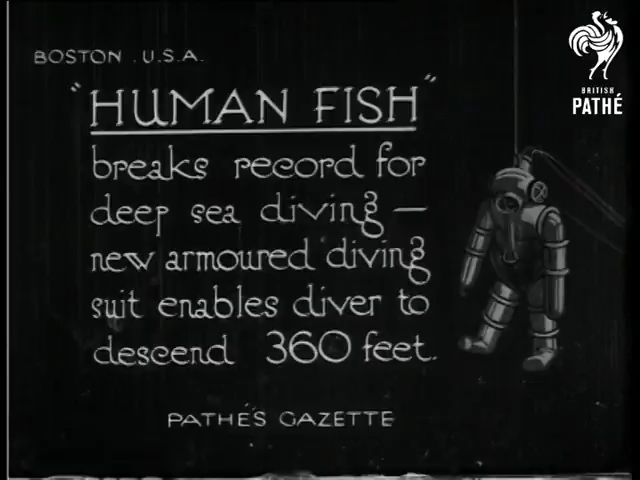 BOSTON . U.S.A.
"HUMAN FISH"
breaks record for
deep sea diving —
new armoured diving
suit enables diver to
descend 360 feet.
PATHÉ'S GAZETTE
BRITISH
PATHÉ